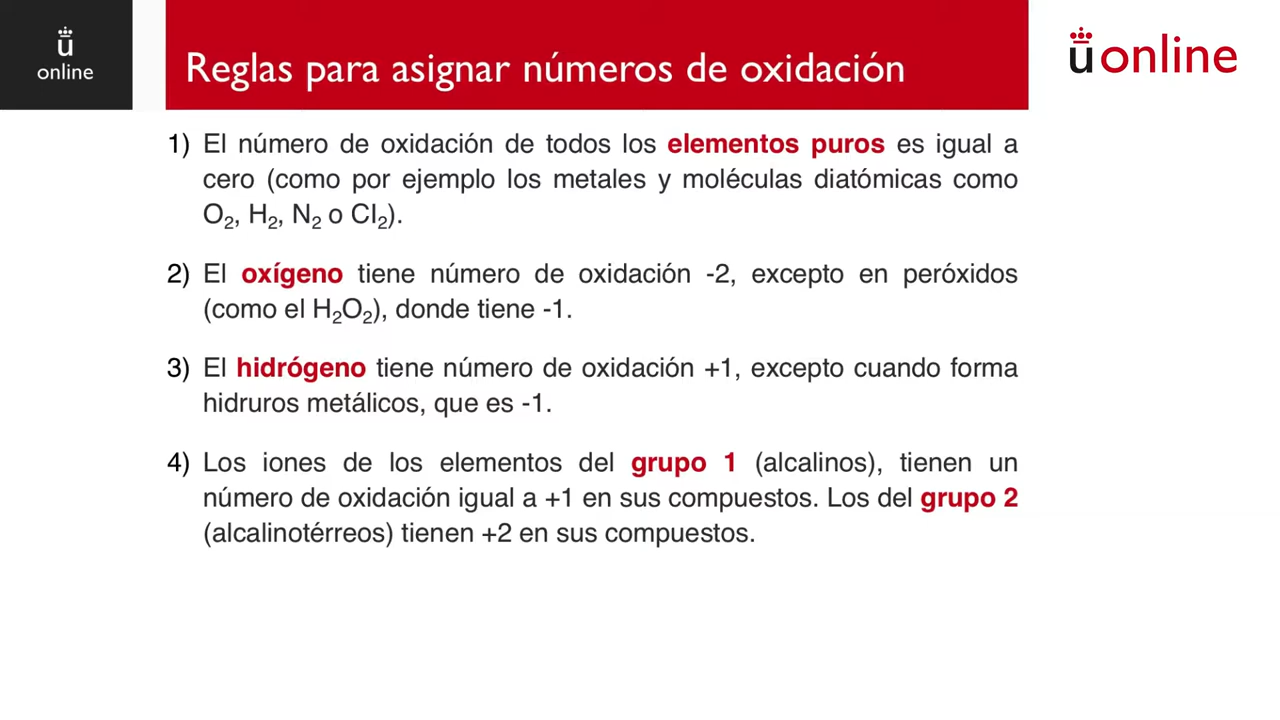 ü
online
Reglas para asignar números de oxidación
üonline
1) El número de oxidación de todos los elementos puros es igual a
cero (como por ejemplo los metales y moléculas diatómicas como
O₂, H₂, N₂ o Cl₂).
2) El oxígeno tiene número de oxidación -2, excepto en peróxidos
(como el H₂O₂), donde tiene -1.
3) El hidrógeno tiene número de oxidación +1, excepto cuando forma
hidruros metálicos, que es -1.
4) Los iones de los elementos del grupo 1 (alcalinos), tienen un
número de oxidación igual a +1 en sus compuestos. Los del grupo 2
(alcalinotérreos) tienen +2 en sus compuestos.